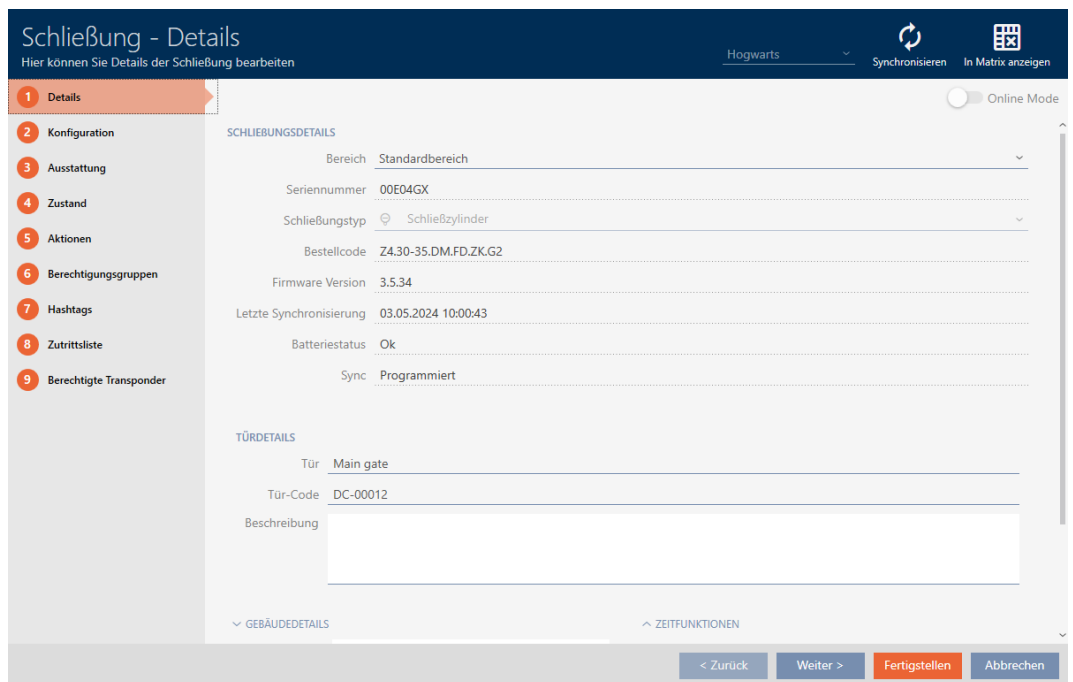 Schließung - Details
Hier können Sie Details der Schließung bearbeiten
Hogwarts
Synchronisieren
In Matrix anzeigen
1 Details
2 Konfiguration
3 Ausstattung
4 Zustand
5 Aktionen
6 Berechtigungsgruppen
7 Hashtags
8 Zutrittsliste
9 Berechtigte Transponder
Online Mode
SCHLIEßUNGSDETAILS
Bereich Standardbereich
Seriennummer 00E04GX
Schließungstyp Schließzylinder
Bestellcode Z4.30-35.DM.FD.ZK.G2
Firmware Version 3.5.34
Letzte Synchronisierung 03.05.2024 10:00:43
Batteriestatus Ok
Sync Programmiert
TÜRDETAILS
Tür Main gate
Tür-Code DC-00012
Beschreibung
GEBÄUDEDETAILS
ZEITFUNKTIONEN
< Zurück
Weiter >
Fertigstellen
Abbrechen